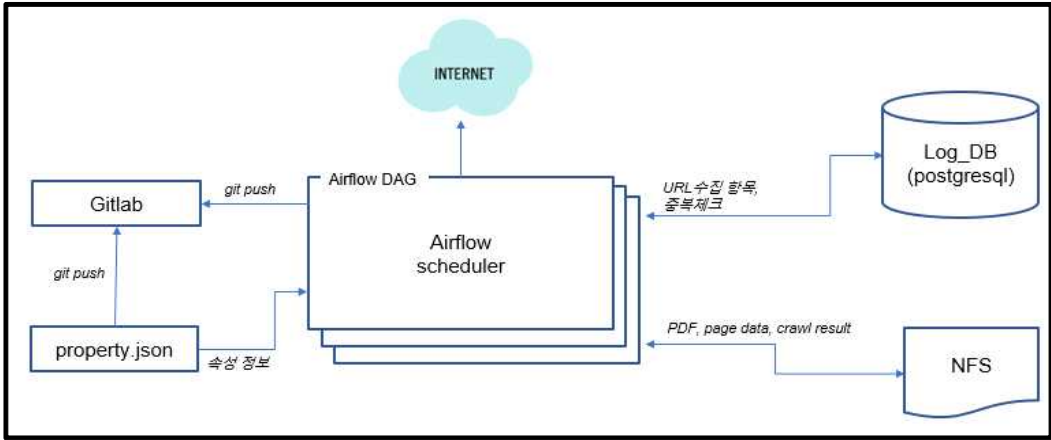 INTERNET
Airflow DAG
git push
Gitlab
Airflow
scheduler
URL수집 항목,
중복체크
Log_DB
(postgresql)
git push
property.json
속성 정보
PDF, page data, crawl result
NFS